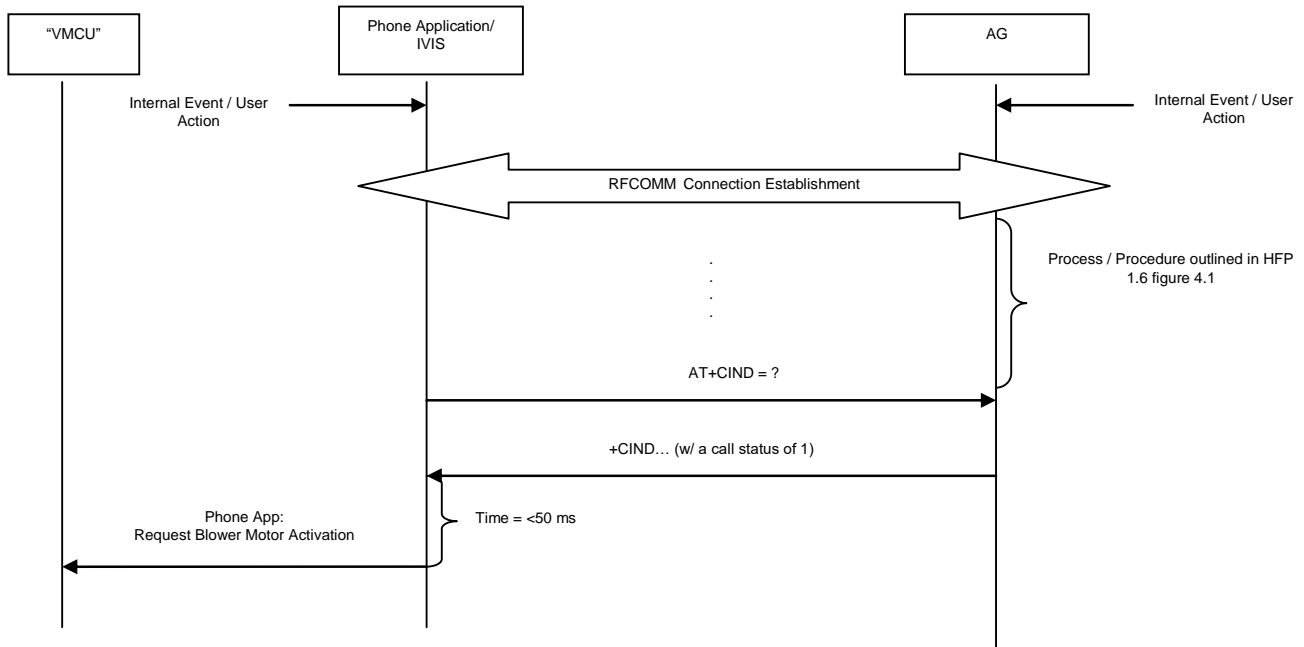 “VMCU”
Phone Application/
IVIS
AG
Internal Event / User
Action
Internal Event / User
Action
RFCOMM Connection Establishment
.
.
.
.
Process / Procedure outlined in HFP
1.6 figure 4.1
AT+CIND = ?
+CIND… (w/ a call status of 1)
Time = <50 ms
Phone App:
Request Blower Motor Activation